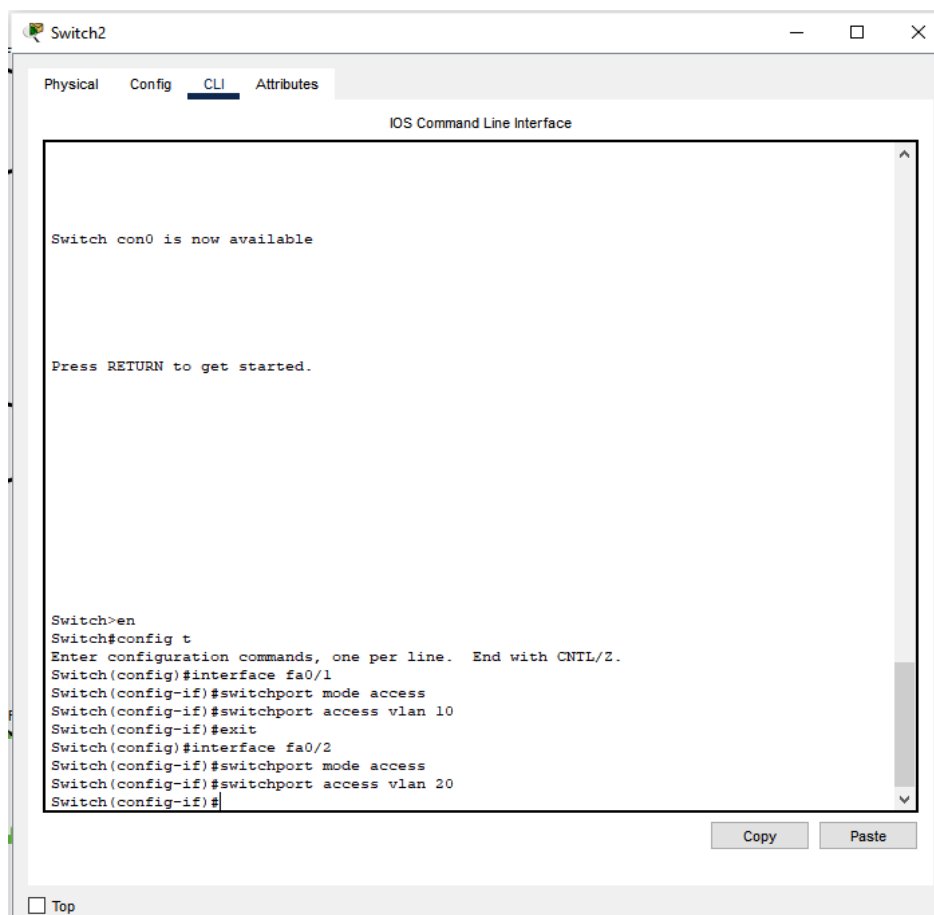 Switch2
Physical Config CLI Attributes
IOS Command Line Interface
Switch con0 is now available
Press RETURN to get started.
Switch>en
Switch#config t
Enter configuration commands, one per line.  End with CNTL/Z.
Switch(config)#interface fa0/1
Switch(config-if)#switchport mode access
Switch(config-if)#switchport access vlan 10
Switch(config-if)#exit
Switch(config)#interface fa0/2
Switch(config-if)#switchport mode access
Switch(config-if)#switchport access vlan 20
Switch(config-if)#
Copy Paste
Top